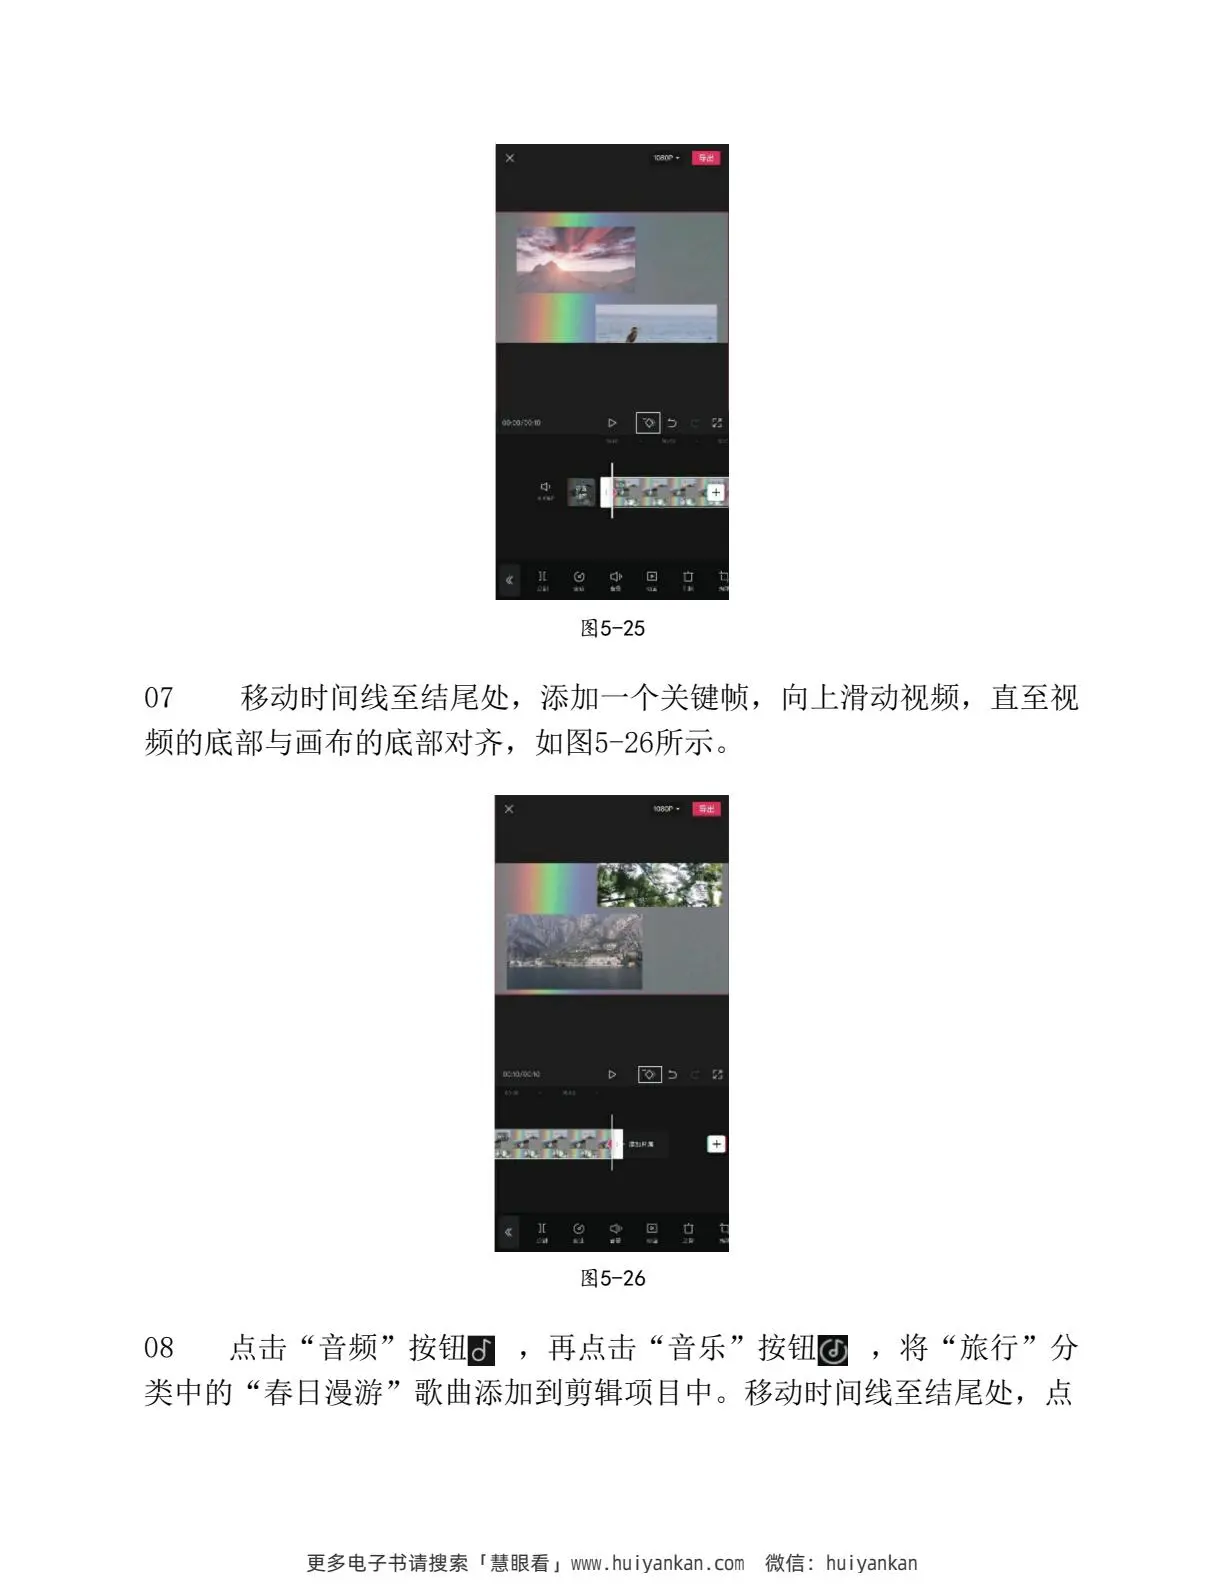 1080P
导出
00:00/00:10
图5-25
07 移动时间线至结尾处，添加一个关键帧，向上滑动视频，直至视
频的底部与画布的底部对齐，如图5-26所示。
1080P
导出
00:10/00:10
添加片尾
图5-26
08 点击“音频”按钮 ，再点击“音乐”按钮 ，将“旅行”分
类中的“春日漫游”歌曲添加到剪辑项目中。移动时间线至结尾处，点
更多电子书请搜索「慧眼看」www.huiyankan.com 微信：huiyankan